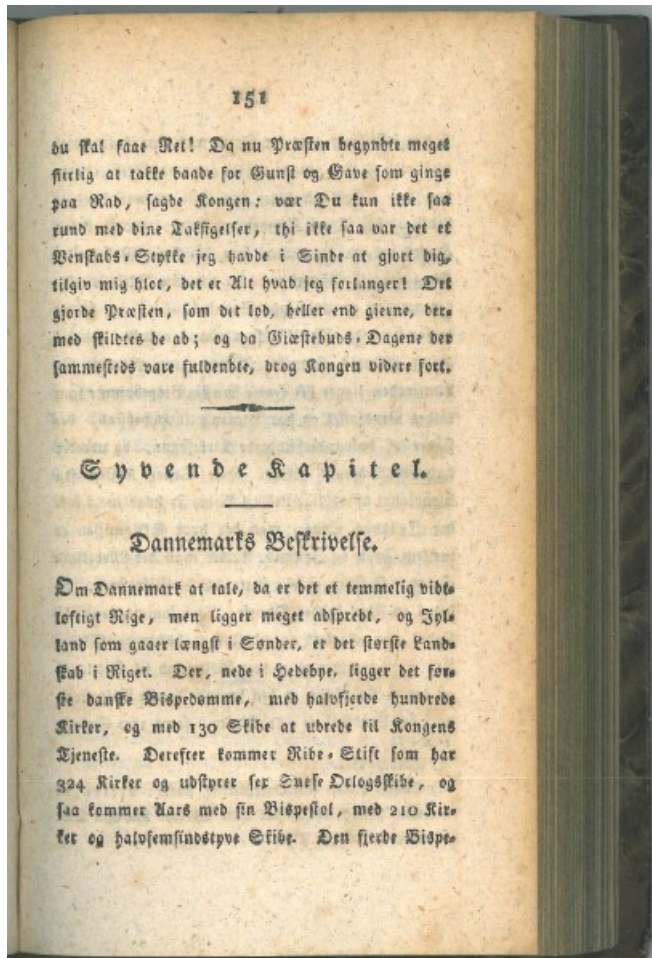 151
du skal faae Ret! Da nu Præsten begyndte meget
siirlig at takke baade for Gunst og Gave som ginge
paa Rad, sagde Kongen: vær Du kun ikke saa
rund med dine Taksigelser, thi ikke saa var det et
Venskabs-Stykke jeg havde i Sinde at gjort dig,
tilgiv mig blot, det er Alt hvad jeg forlanger! Det
gjorde Præsten, som det lod, heller end gierne, der-
med skildtes de ad; og da Giæstebuds-Dagene der
sammesteds vare fuldendte, drog Kongen videre fort.
Syvende Kapitel.
Dannemarks Beskrivelse.
Om Dannemark at tale, da er det et temmelig vidt-
løftigt Rige, men ligger meget adspredt, og Jyl-
land som gaaer længst i Sønder, er det største Land-
skab i Riget. Der, nede i Hedebye, ligger det før-
ste danske Bispedømme, med halvfjerde hundrede
Kirker, og med 130 Skibe at udrede til Kongens
Tjeneste. Derefter kommer Ribe-Stift som har
324 Kirker og udstyrer sex Snese Orlogsskibe, og
saa kommer Aars med sin Bispestol, med 210 Kir-
ker og halvfemsindstyve Skibe. Den fjerde Bispe-